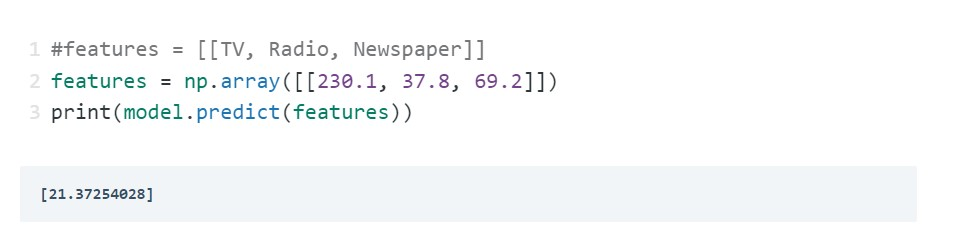 1 #features = [[TV, Radio, Newspaper]]
2 features = np.array([[230.1, 37.8, 69.2]])
3 print(model.predict(features))
[21.37254028]